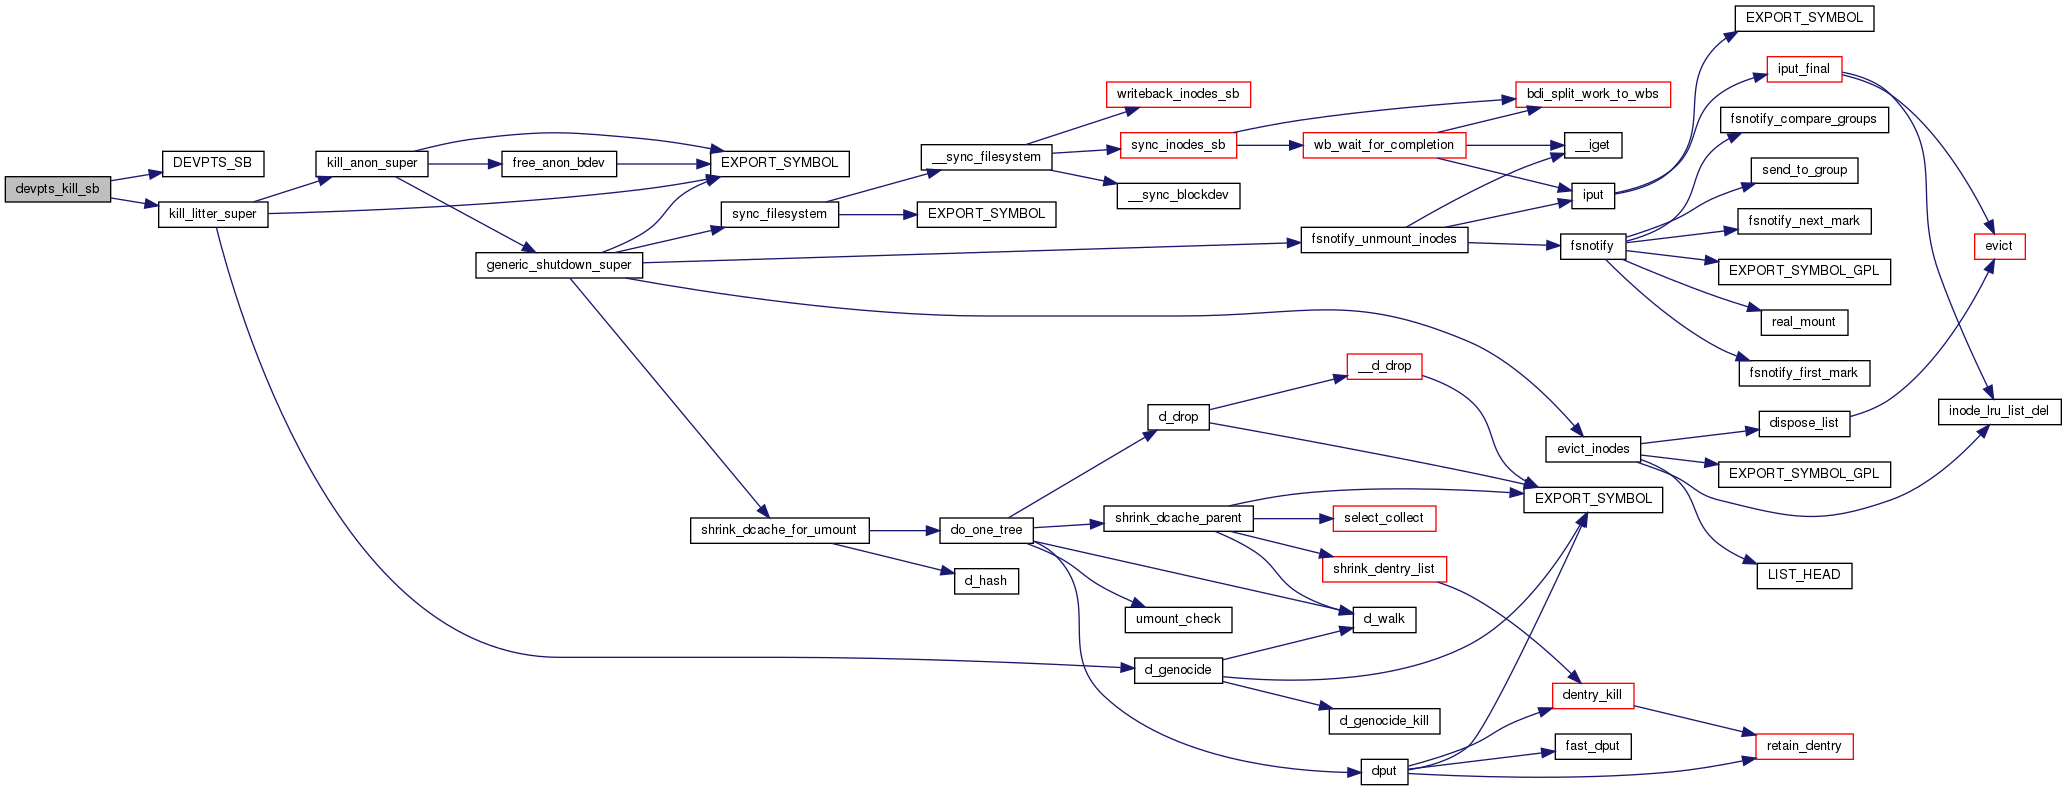 devpts_kill_sb
DEVPTS_SB
kill_litter_super
kill_anon_super
free_anon_bdev
EXPORT_SYMBOL
generic_shutdown_super
sync_filesystem
__sync_filesystem
EXPORT_SYMBOL
writeback_inodes_sb
sync_inodes_sb
__sync_blockdev
wb_wait_for_completion
bdi_split_work_to_wbs
__iget
iput
fsnotify_unmount_inodes
fsnotify
EXPORT_SYMBOL
iput_final
fsnotify_compare_groups
send_to_group
fsnotify_next_mark
EXPORT_SYMBOL_GPL
real_mount
fsnotify_first_mark
evict
inode_lru_list_del
evict_inodes
dispose_list
EXPORT_SYMBOL_GPL
LIST_HEAD
shrink_dcache_for_umount
do_one_tree
d_hash
d_drop
__d_drop
shrink_dcache_parent
EXPORT_SYMBOL
select_collect
shrink_dentry_list
umount_check
d_walk
d_genocide
d_genocide_kill
dput
dentry_kill
fast_dput
retain_dentry